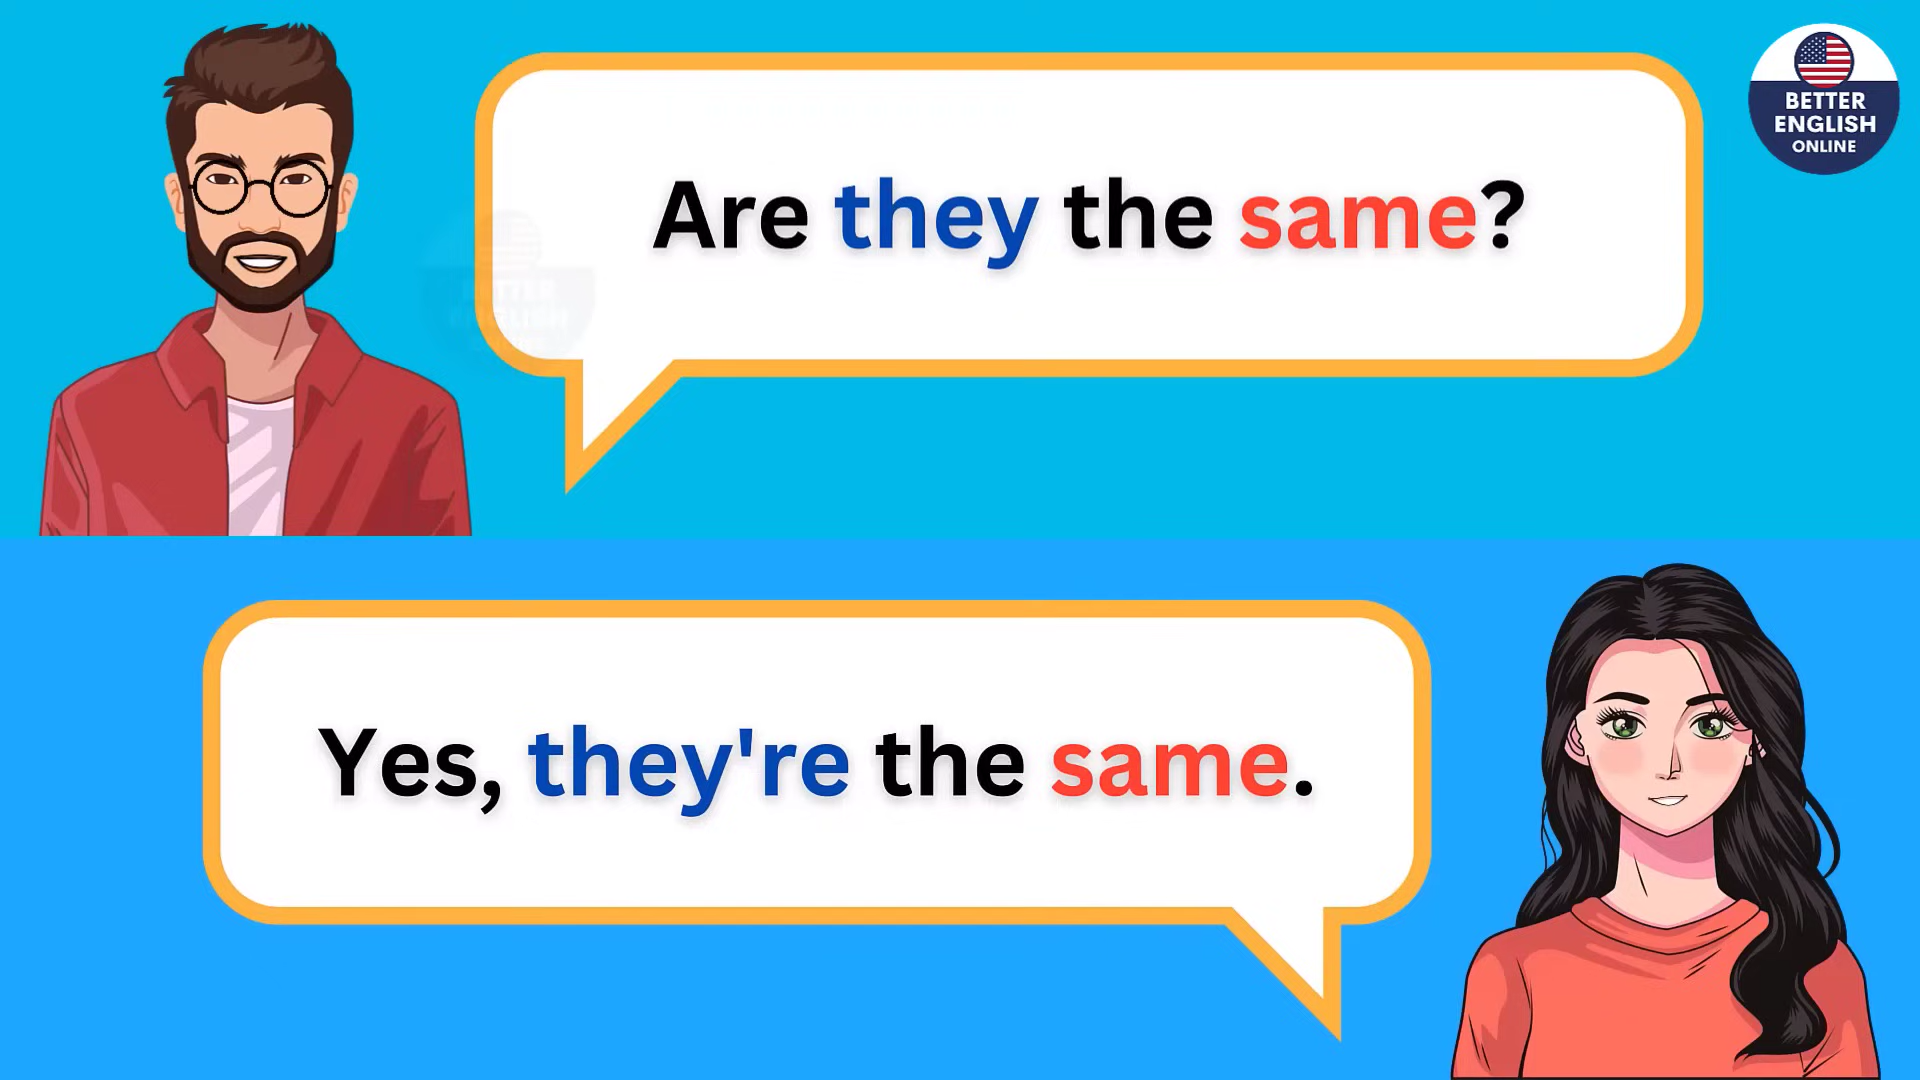 BETTER
ENGLISH
ONLINE
Are they the same?
Yes, they're the same.